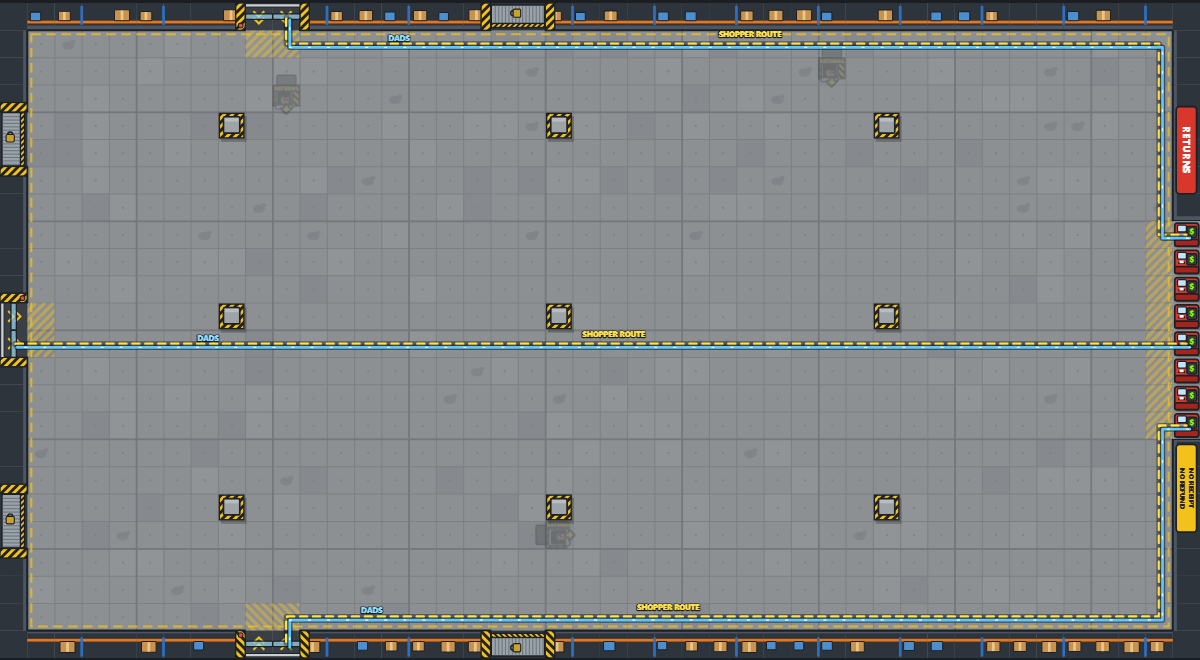 SHOPPER ROUTE
DADS
RETURNS
$
$
$
$
SHOPPER ROUTE
DADS
$
$
$
$
NO RECEIPT
NO REFUND
SHOPPER ROUTE
DADS